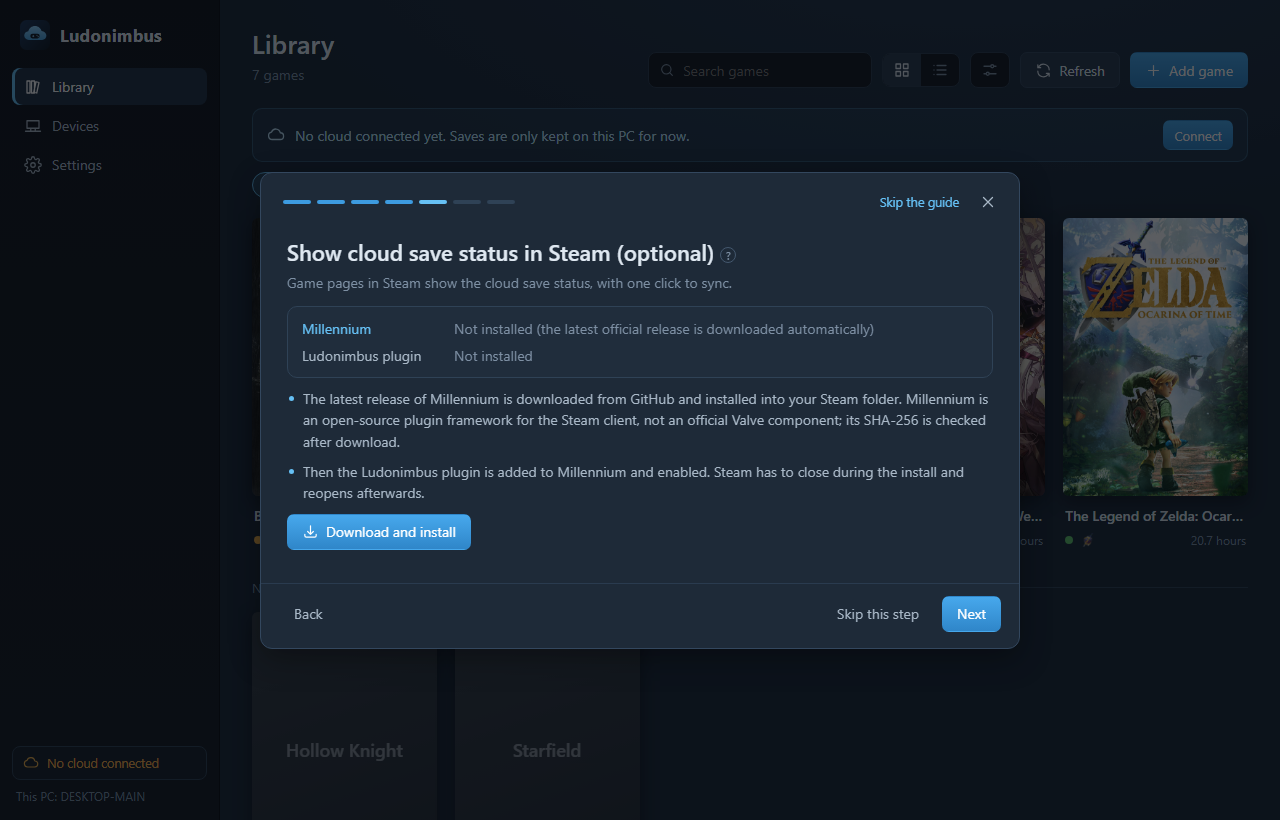 Ludonimbus
Library
Devices
Settings
No cloud connected
This PC: DESKTOP-MAIN
Library
7 games
Search games
Refresh
Add game
No cloud connected yet. Saves are only kept on this PC for now.
Connect
Skip the guide
Show cloud save status in Steam (optional) ?
Game pages in Steam show the cloud save status, with one click to sync.
Millennium Not installed (the latest official release is downloaded automatically)
Ludonimbus plugin Not installed
The latest release of Millennium is downloaded from GitHub and installed into your Steam folder. Millennium is
an open-source plugin framework for the Steam client, not an official Valve component; its SHA-256 is checked
after download.
Then the Ludonimbus plugin is added to Millennium and enabled. Steam has to close during the install and
reopens afterwards.
Download and install
Back
Skip this step
Next
THE LEGEND OF
ZELDA
OCARINA OF TIME
The Legend of Zelda: Ocar...
20.7 hours
Hollow Knight
Starfield